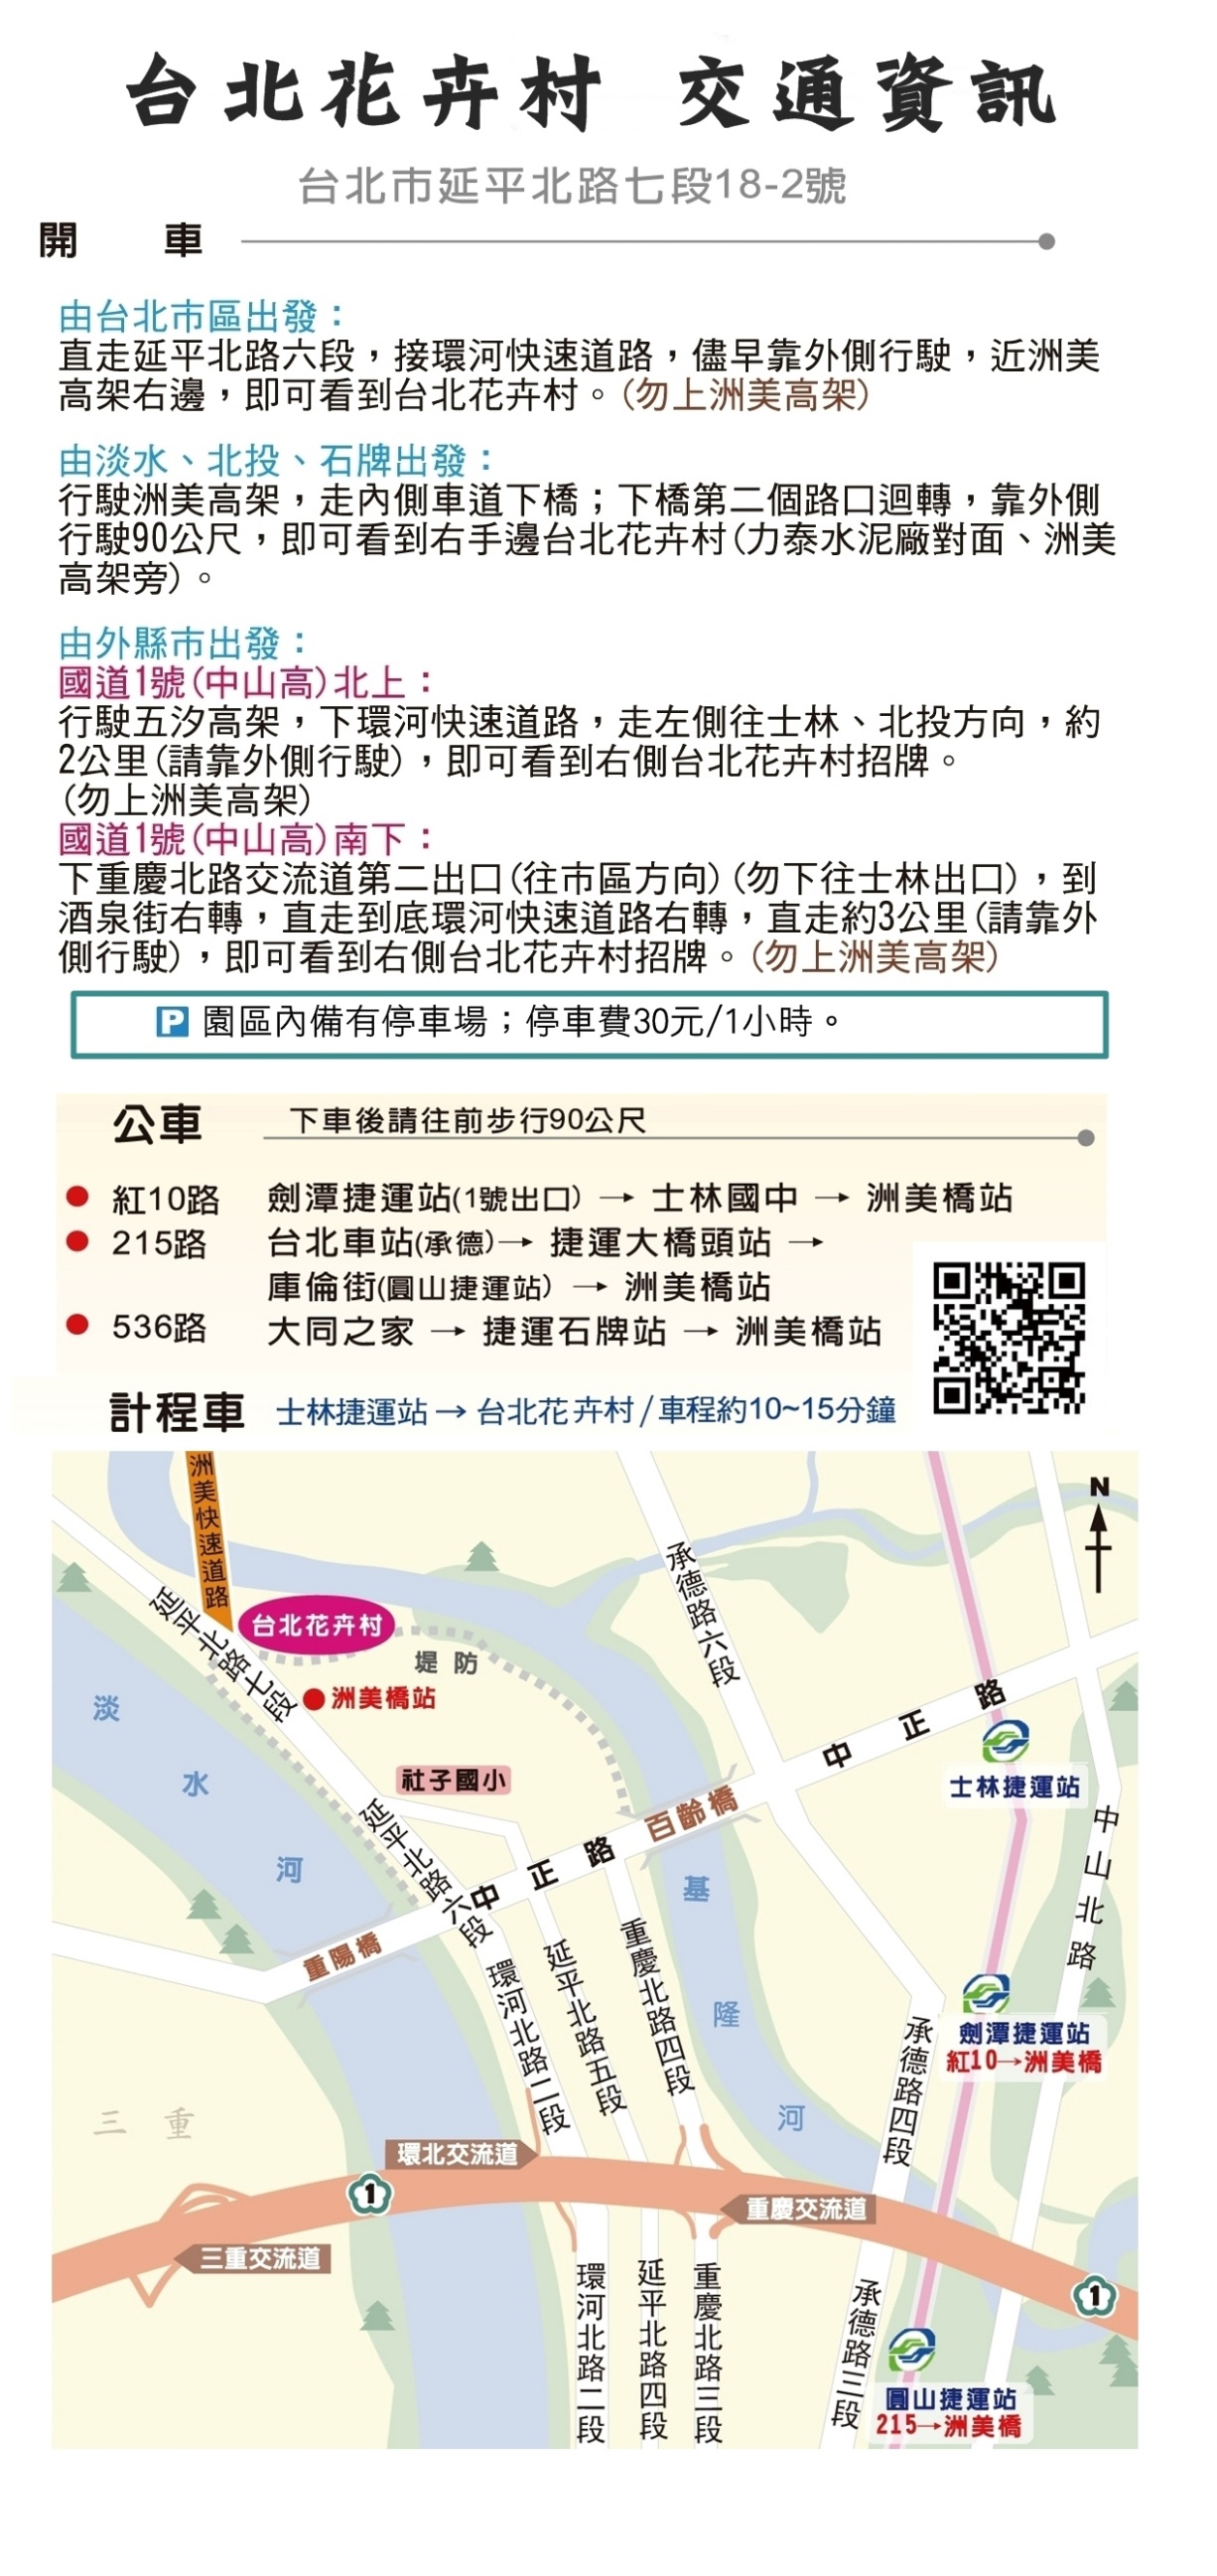 台北花卉村 交通資訊
台北市延平北路七段18-2號
開 車
由台北市區出發：
直走延平北路六段，接環河快速道路，儘早靠外側行駛，近洲美
高架右邊，即可看到台北花卉村。(勿上洲美高架)
由淡水、北投、石牌出發：
行駛洲美高架，走內側車道下橋；下橋第二個路口迴轉，靠外側
行駛90公尺，即可看到右手邊台北花卉村(力泰水泥廠對面、洲美
高架旁)。
由外縣市出發：
國道1號(中山高)北上：
行駛五汐高架，下環河快速道路，走左側往士林、北投方向，約
2公里(請靠外側行駛)，即可看到右側台北花卉村招牌。
(勿上洲美高架)
國道1號(中山高)南下：
下重慶北路交流道第二出口(往市區方向)(勿下往士林出口)，到
酒泉街右轉，直走到底環河快速道路右轉，直走約3公里(請靠外
側行駛)，即可看到右側台北花卉村招牌。(勿上洲美高架)
P 園區內備有停車場；停車費30元/1小時。
公車 下車後請往前步行90公尺
紅10路 劍潭捷運站(1號出口) → 士林國中 → 洲美橋站
215路 台北車站(承德)→ 捷運大橋頭站 →
庫倫街(圓山捷運站) → 洲美橋站
536路 大同之家 → 捷運石牌站 → 洲美橋站
計程車 士林捷運站→ 台北花卉村/車程約10~15分鐘
洲美快速道路
N
承德路六段
延平北路七段
台北花卉村
堤防
洲美橋站
淡水河
中正路
士林捷運站
社子國小
百齡橋
延平北路六段
中正路
中山北路
基隆河
重陽橋
環河北路二段
延平北路五段
重慶北路四段
劍潭捷運站
紅10→洲美橋
承德路四段
三重
環北交流道
1
重慶交流道
三重交流道
1
環河北路二段
延平北路四段
重慶北路三段
承德路三段
圓山捷運站
215→洲美橋